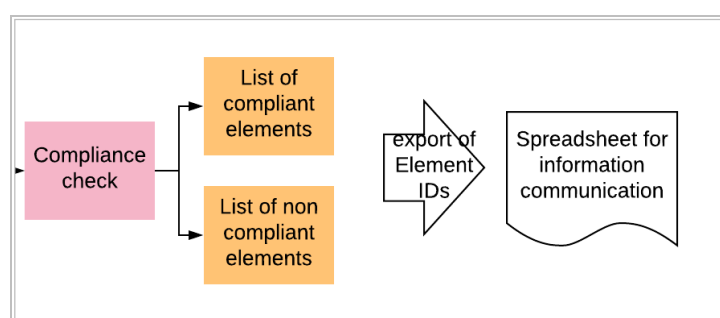 Compliance
check
List of
compliant
elements
List of non
compliant
elements
export of
Element
IDs
Spreadsheet for
information
communication